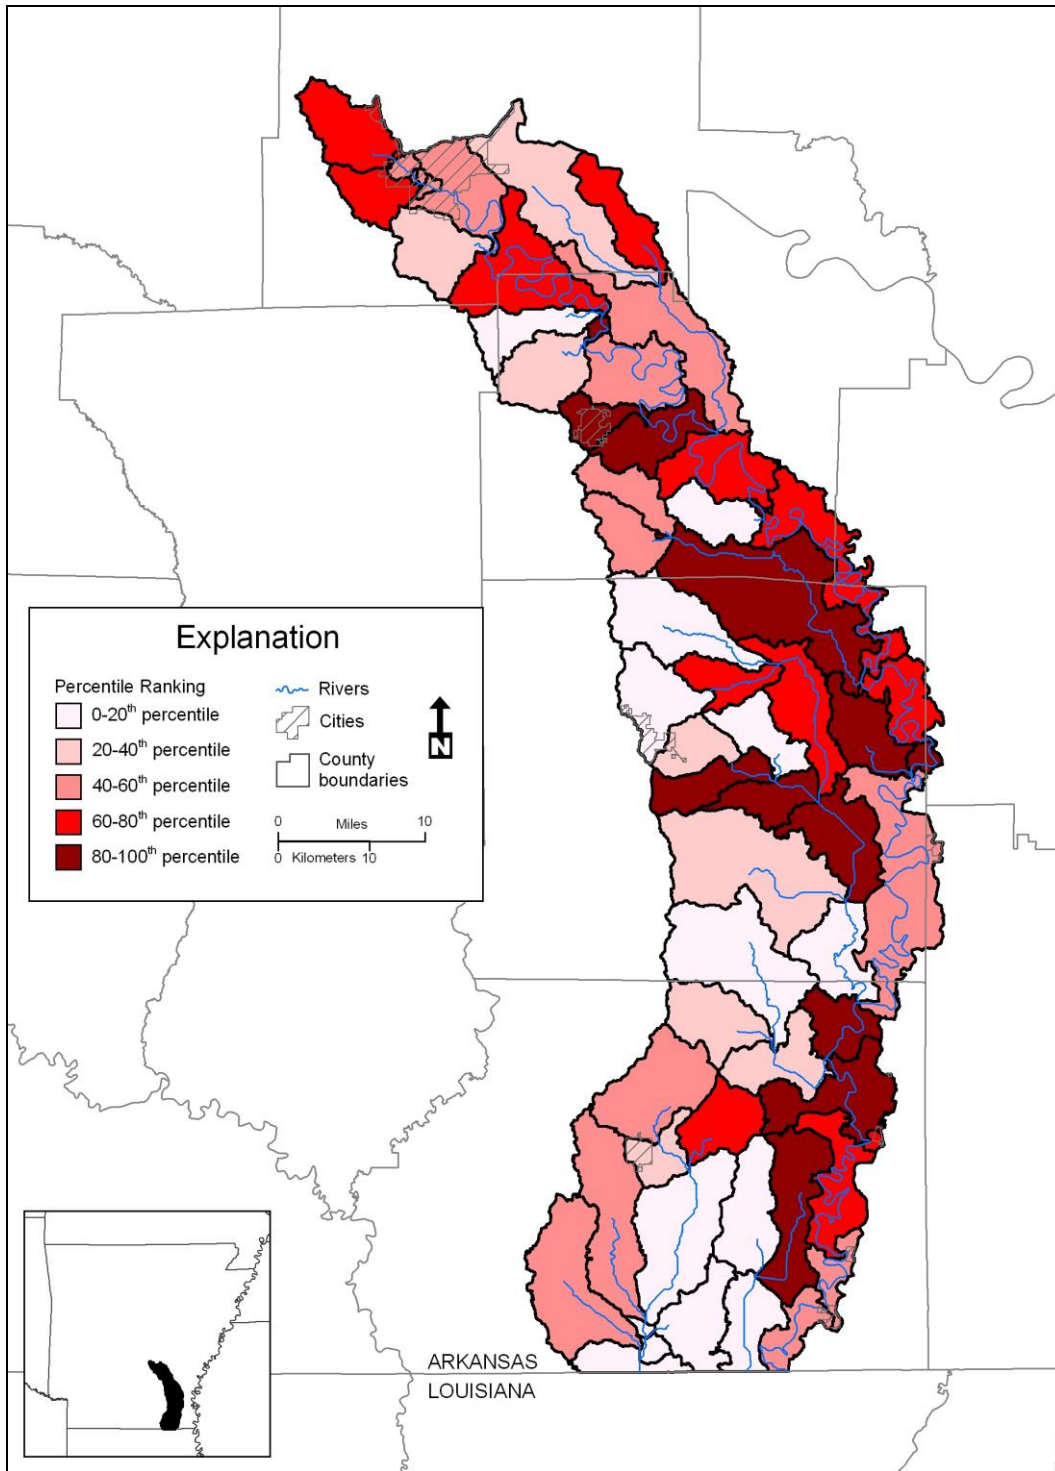 Explanation
Percentile Ranking
0-20th percentile
20-40th percentile
40-60th percentile
60-80th percentile
80-100th percentile
Rivers
Cities
County
boundaries
N
0 Miles 10
0 Kilometers 10
ARKANSAS
LOUISIANA